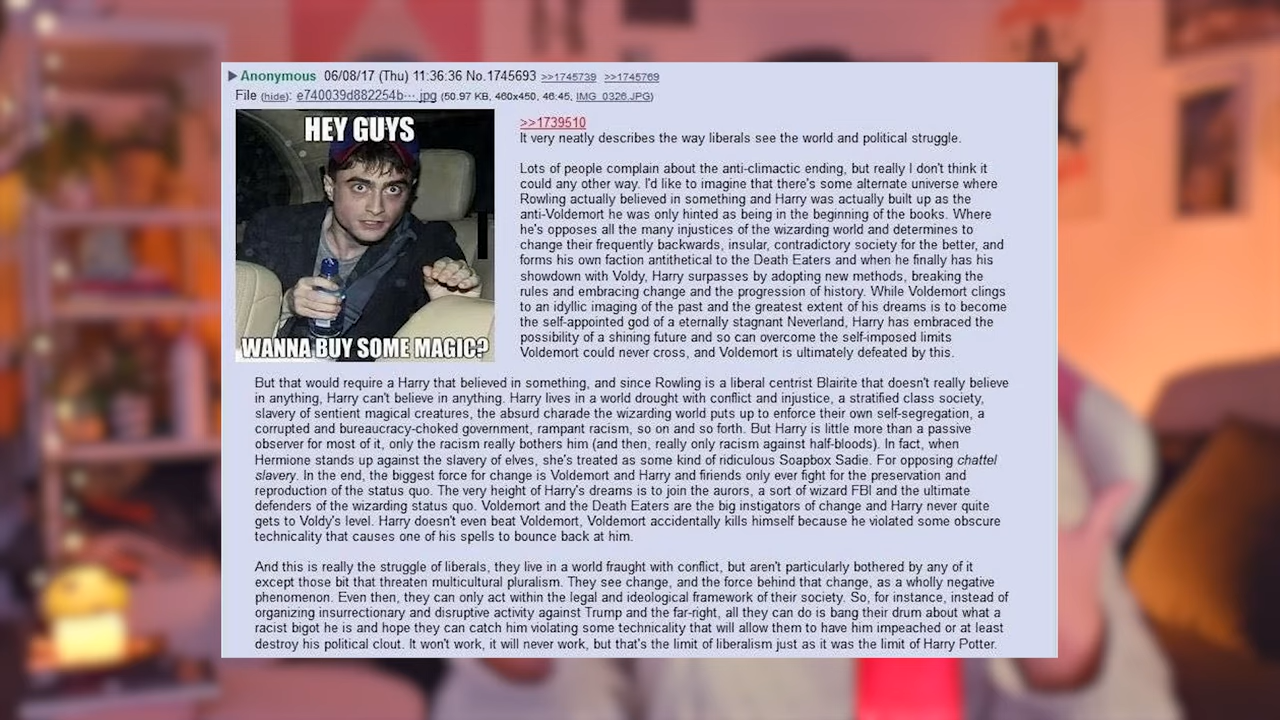 ▶ Anonymous 06/08/17 (Thu) 11:36:36 No.1745693 >>1745739 >>1745769
File (hide): e740039d882254b··· .jpg (50.97 KB, 460x450, 46:45, IMG_0326.JPG)
HEY GUYS
WANNA BUY SOME MAGIC?
>>1739510
It very neatly describes the way liberals see the world and political struggle.
Lots of people complain about the anti-climactic ending, but really I don't think it
could any other way. I'd like to imagine that there's some alternate universe where
Rowling actually believed in something and Harry was actually built up as the
anti-Voldemort he was only hinted as being in the beginning of the books. Where
he's opposes all the many injustices of the wizarding world and determines to
change their frequently backwards, insular, contradictory society for the better, and
forms his own faction antithetical to the Death Eaters and when he finally has his
showdown with Voldy, Harry surpasses by adopting new methods, breaking the
rules and embracing change and the progression of history. While Voldemort clings
to an idyllic imaging of the past and the greatest extent of his dreams is to become
the self-appointed god of a eternally stagnant Neverland, Harry has embraced the
possibility of a shining future and so can overcome the self-imposed limits
Voldemort could never cross, and Voldemort is ultimately defeated by this.
But that would require a Harry that believed in something, and since Rowling is a liberal centrist Blairite that doesn't really believe
in anything, Harry can't believe in anything. Harry lives in a world drought with conflict and injustice, a stratified class society,
slavery of sentient magical creatures, the absurd charade the wizarding world puts up to enforce their own self-segregation, a
corrupted and bureaucracy-choked government, rampant racism, so on and so forth. But Harry is little more than a passive
observer for most of it, only the racism really bothers him (and then, really only racism against half-bloods). In fact, when
Hermione stands up against the slavery of elves, she's treated as some kind of ridiculous Soapbox Sadie. For opposing chattel
slavery. In the end, the biggest force for change is Voldemort and Harry and firiends only ever fight for the preservation and
reproduction of the status quo. The very height of Harry's dreams is to join the aurors, a sort of wizard FBI and the ultimate
defenders of the wizarding status quo. Voldemort and the Death Eaters are the big instigators of change and Harry never quite
gets to Voldy's level. Harry doesn't even beat Voldemort, Voldemort accidentally kills himself because he violated some obscure
technicality that causes one of his spells to bounce back at him.
And this is really the struggle of liberals, they live in a world fraught with conflict, but aren't particularly bothered by any of it
except those bit that threaten multicultural pluralism. They see change, and the force behind that change, as a wholly negative
phenomenon. Even then, they can only act within the legal and ideological framework of their society. So, for instance, instead of
organizing insurrectionary and disruptive activity against Trump and the far-right, all they can do is bang their drum about what a
racist bigot he is and hope they can catch him violating some technicality that will allow them to have him impeached or at least
destroy his political clout. It won't work, it will never work, but that's the limit of liberalism just as it was the limit of Harry Potter.